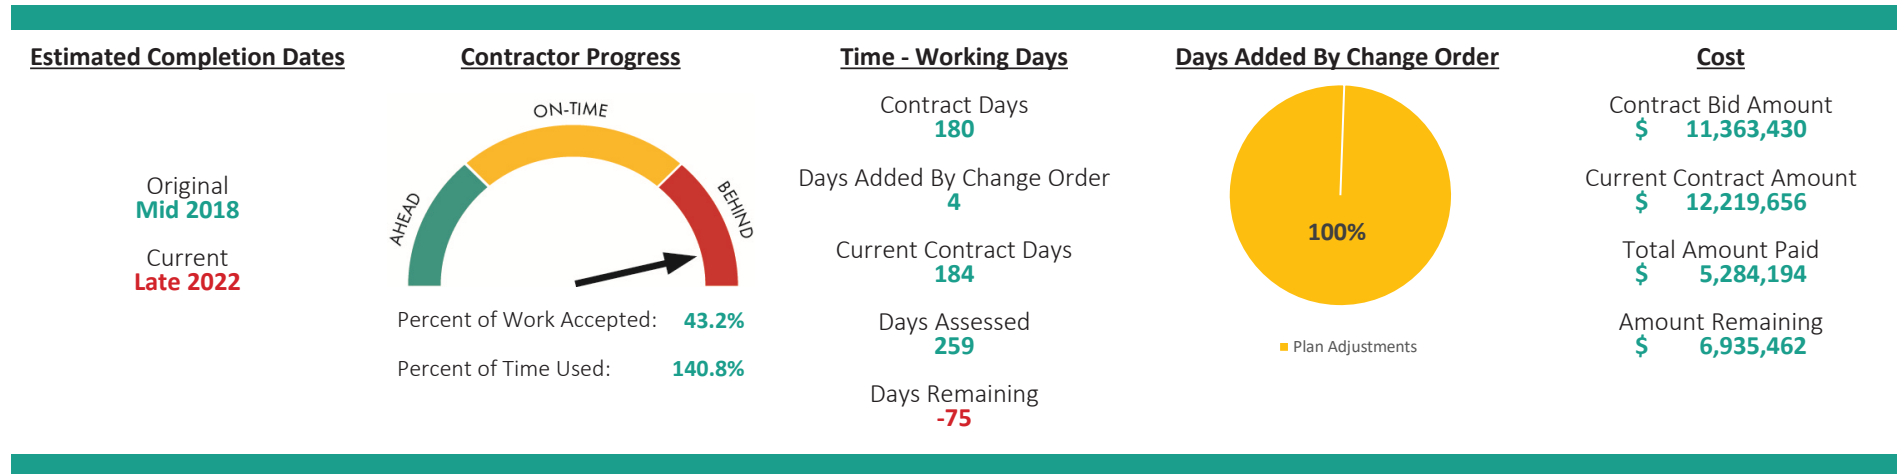 Estimated Completion Dates
Original
Mid 2018
Current
Late 2022
Contractor Progress
AHEAD
ON-TIME
BEHIND
Percent of Work Accepted: 43.2%
Percent of Time Used: 140.8%
Time - Working Days
Contract Days
180
Days Added By Change Order
4
Current Contract Days
184
Days Assessed
259
Days Remaining
-75
Days Added By Change Order
100%
Plan Adjustments
Cost
Contract Bid Amount
$ 11,363,430
Current Contract Amount
$ 12,219,656
Total Amount Paid
$ 5,284,194
Amount Remaining
$ 6,935,462